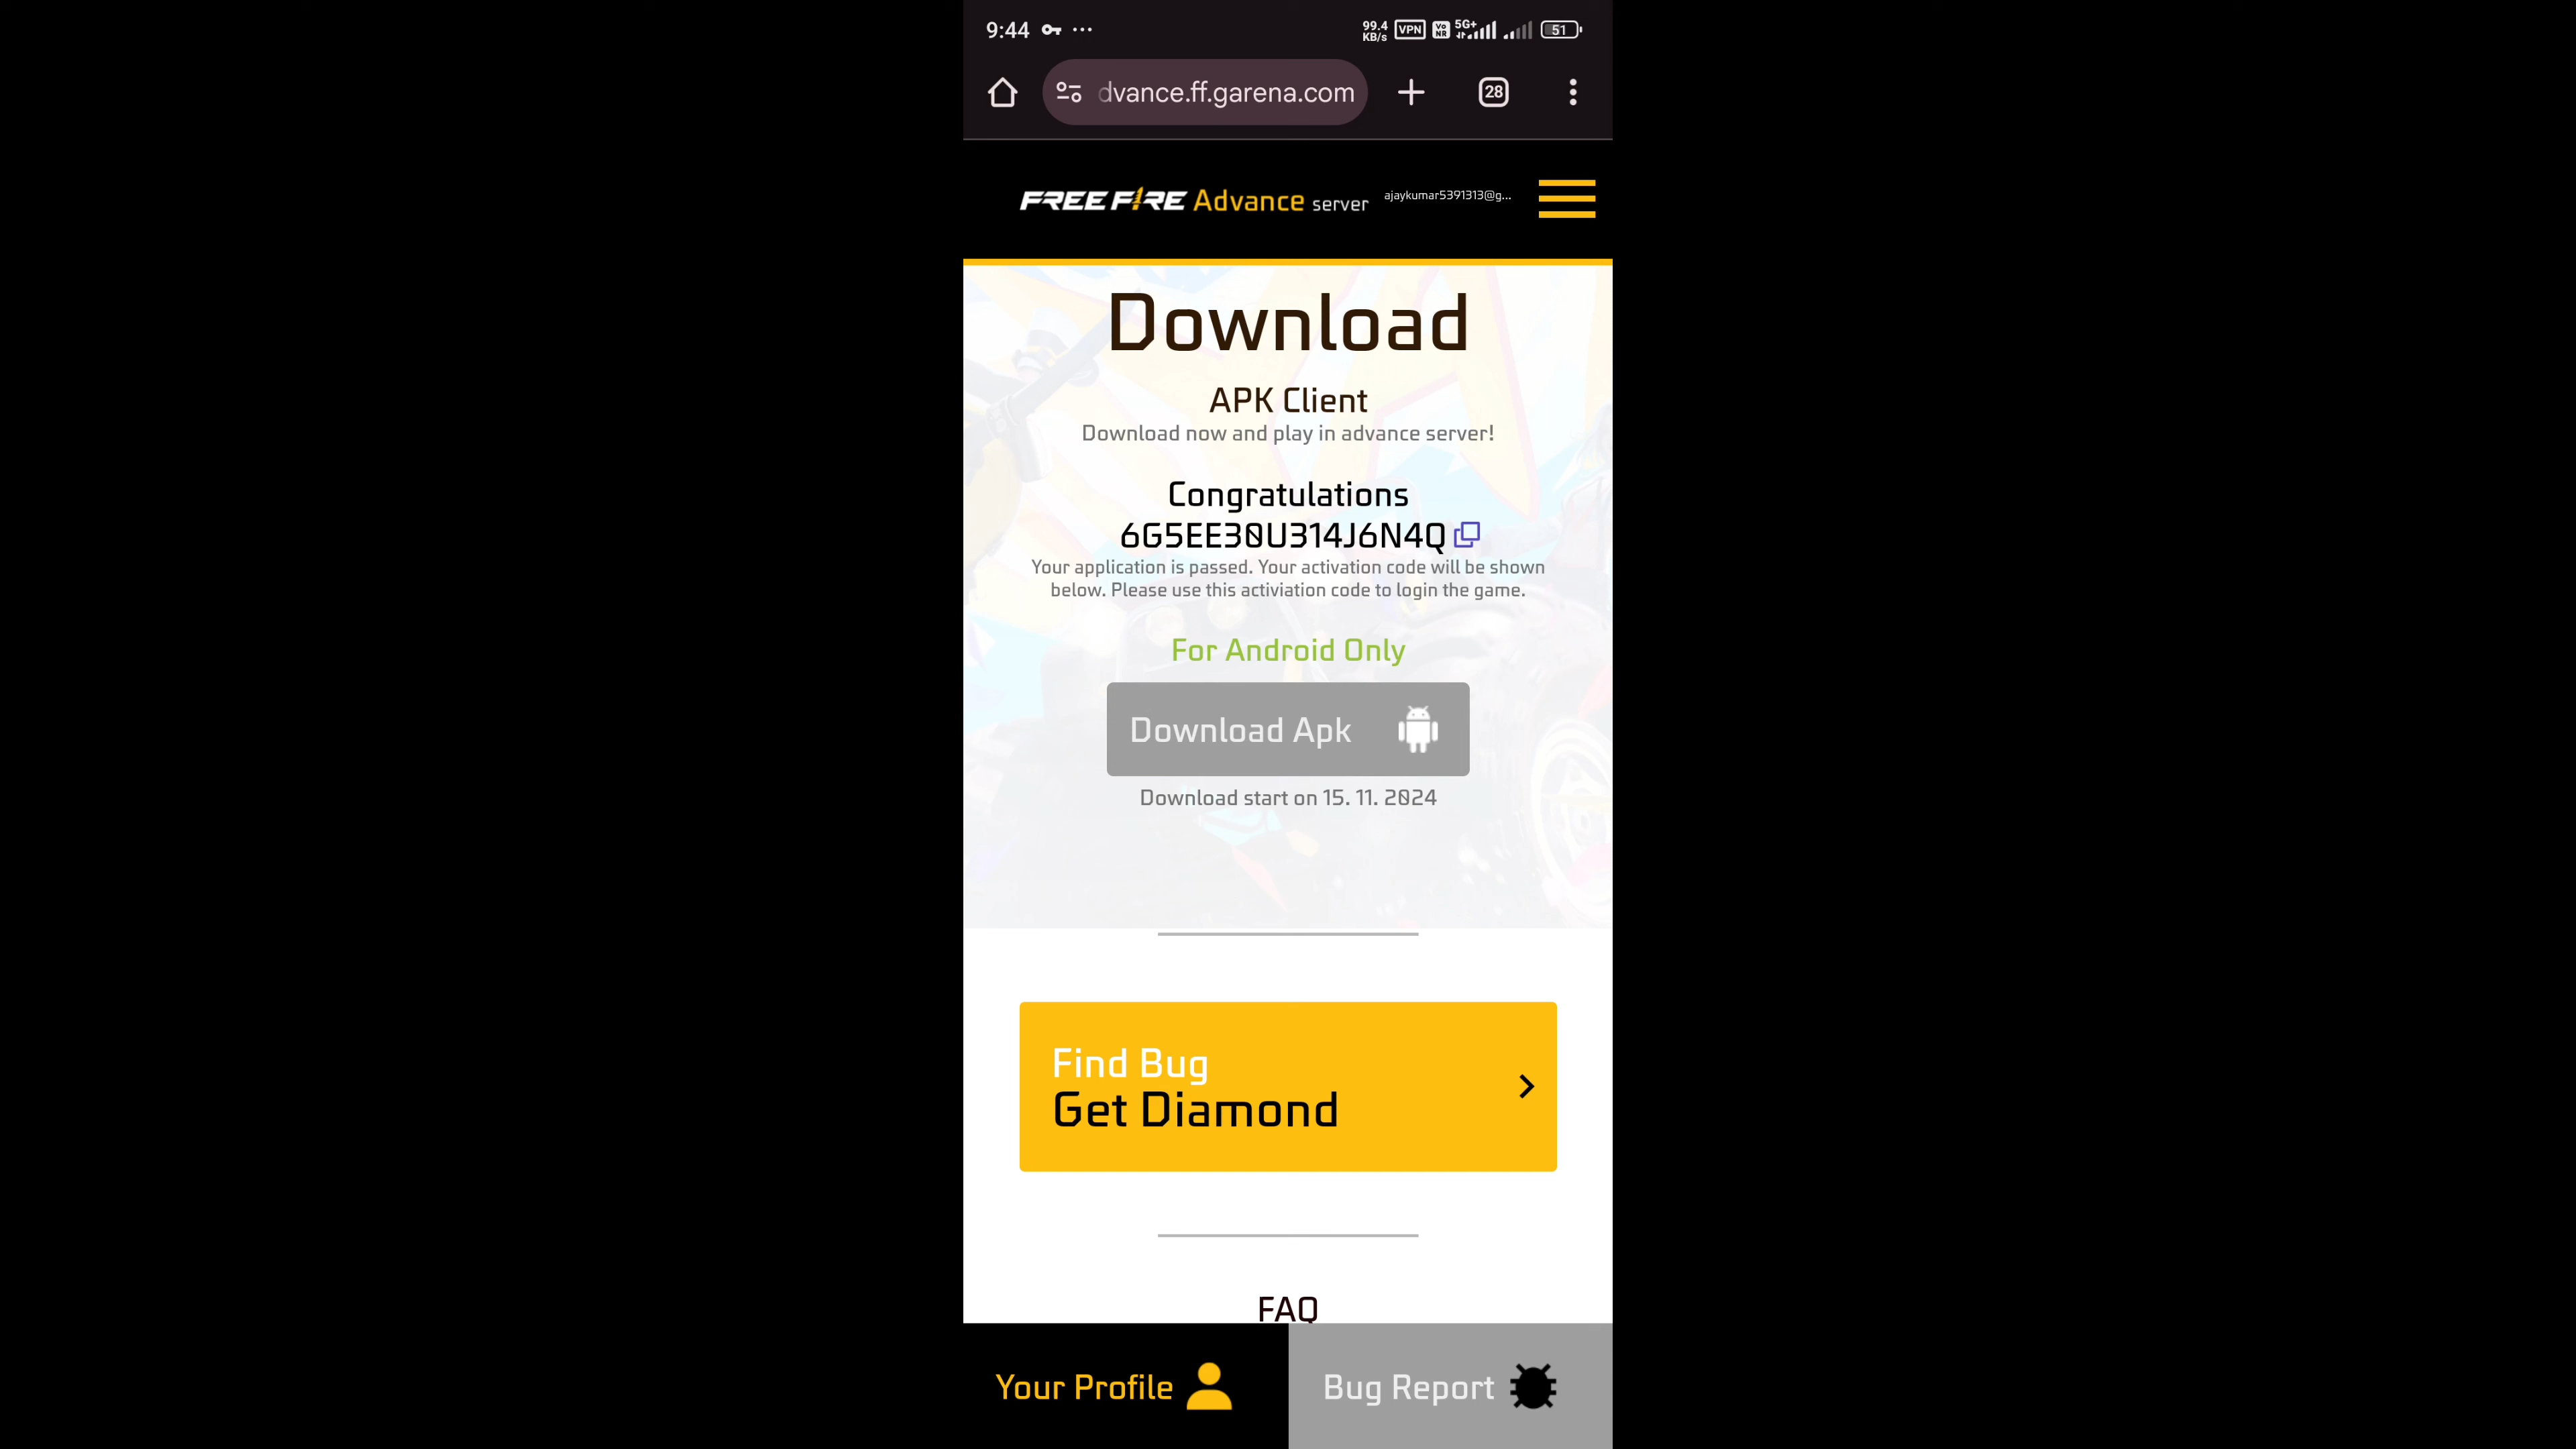 9:44 ... 99.4 KB/s VPN Vo NR 5G+ 51
dvance.ff.garena.com 28
FREE FIRE Advance server ajaykumar5391313@g...
Download
APK Client
Download now and play in advance server!
Congratulations
6G5EE30U314J6N4Q
Your application is passed. Your activation code will be shown
below. Please use this activiation code to login the game.
For Android Only
Download Apk
Download start on 15. 11. 2024
Find Bug
Get Diamond
FAQ
Your Profile
Bug Report